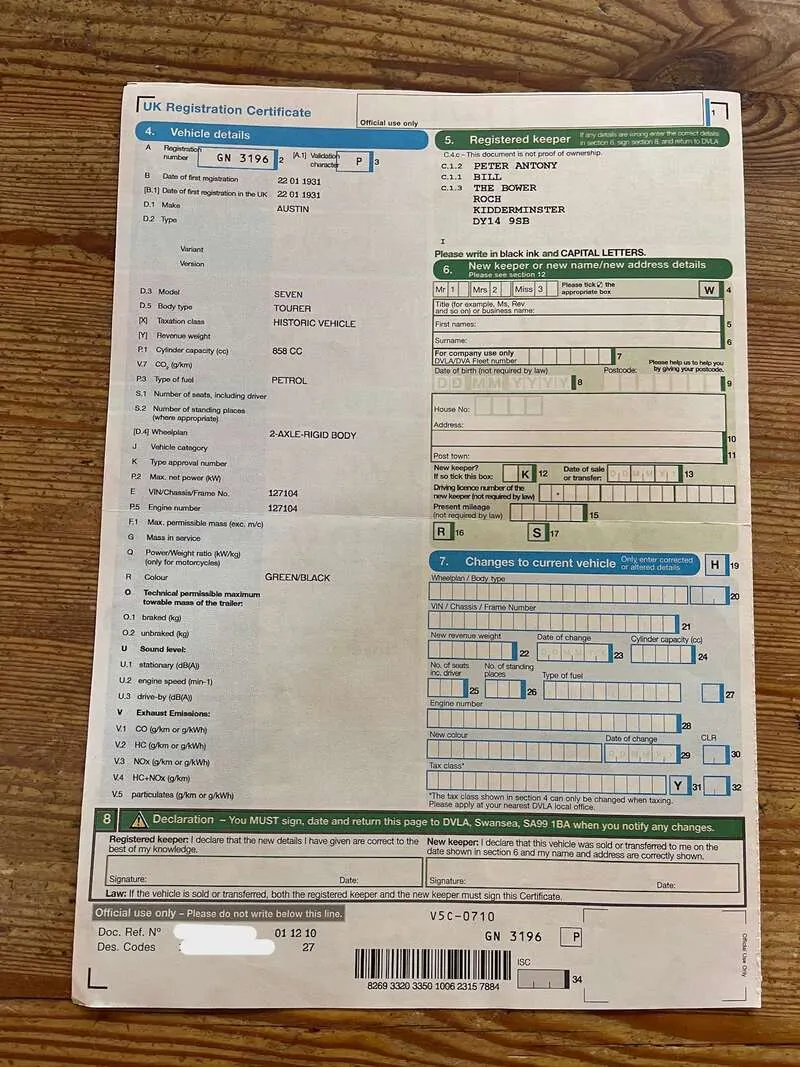 UK Registration Certificate
Official use only
1
4. Vehicle details
A Registration number GN 3196 2 [A.1] Validation character P 3
B Date of first registration 22 01 1931
[B.1] Date of first registration in the UK 22 01 1931
D.1 Make AUSTIN
D.2 Type
Variant
Version
D.3 Model SEVEN
D.5 Body type TOURER
[X] Taxation class HISTORIC VEHICLE
[Y] Revenue weight
P.1 Cylinder capacity (cc) 858 CC
V.7 CO2 (g/km)
P.3 Type of fuel PETROL
S.1 Number of seats, including driver
S.2 Number of standing places
(where appropriate)
[D.4] Wheelplan 2-AXLE-RIGID BODY
J Vehicle category
K Type approval number
P.2 Max. net power (kW)
E VIN/Chassis/Frame No. 127104
P.5 Engine number 127104
F.1 Max. permissible mass (exc. m/c)
G Mass in service
Q Power/Weight ratio (kW/kg)
(only for motorcycles)
R Colour GREEN/BLACK
O Technical permissible maximum
towable mass of the trailer:
O.1 braked (kg)
O.2 unbraked (kg)
U Sound level:
U.1 stationary (dB(A))
U.2 engine speed (min-1)
U.3 drive-by (dB(A))
V Exhaust Emissions:
V.1 CO (g/km or g/kWh)
V.2 HC (g/km or g/kWh)
V.3 NOx (g/km or g/kWh)
V.4 HC+NOx (g/km)
V.5 particulates (g/km or g/kWh)
5. Registered keeper
If any details are wrong enter the correct details
in section 6, sign section 8, and return to DVLA
C.4.c - This document is not proof of ownership.
C.1.2 PETER ANTONY
C.1.1 BILL
C.1.3 THE BOWER
ROCH
KIDDERMINSTER
DY14 9SB
I
Please write in black ink and CAPITAL LETTERS.
6. New keeper or new name/new address details
Please see section 12
Mr 1 Mrs 2 Miss 3 Please tick ✓ the
appropriate box W 4
Title (for example, Ms, Rev
and so on) or business name:
First names: 5
Surname: 6
For company use only
DVLA/DVA Fleet number 7
Please help us to help you
by giving your postcode.
Date of birth (not required by law) Postcode:
D D M M Y Y Y Y 8 9
House No:
Address:
10
Post town: 11
New keeper?
If so tick this box: K 12 Date of sale
or transfer: D D M M Y Y 13
Driving licence number of the
new keeper (not required by law)
Present mileage
(not required by law) 15
R 16 S 17
7. Changes to current vehicle Only enter corrected
or altered details H 19
Wheelplan / Body type
20
VIN / Chassis / Frame Number
21
New revenue weight Date of change Cylinder capacity (cc)
22 D D M M Y Y 23 24
No. of seats
inc. driver No. of standing
places Type of fuel
25 26 27
Engine number
28
New colour Date of change CLR
D D M M Y Y 29 30
Tax class*
Y 31 32
*The tax class shown in section 4 can only be changed when taxing.
Please apply at your nearest DVLA local office.
8 Declaration – You MUST sign, date and return this page to DVLA, Swansea, SA99 1BA when you notify any changes.
Registered keeper: I declare that the new details I have given are correct to the
best of my knowledge.
Signature: Date:
New keeper: I declare that this vehicle was sold or transferred to me on the
date shown in section 6 and my name and address are correctly shown.
Signature: Date:
Law: If the vehicle is sold or transferred, both the registered keeper and the new keeper must sign this Certificate.
Official use only – Please do not write below this line.
V5C-0710
Doc. Ref. Nº 01 12 10
GN 3196 P
Des. Codes 27
ISC
34
8269 3320 3350 1006 2315 7884
Official Use Only